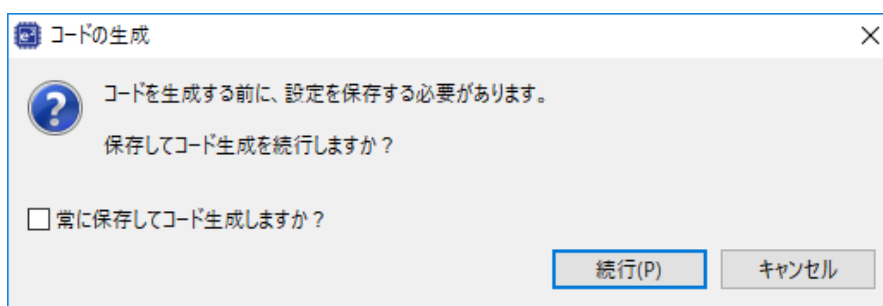 e² コードの生成
コードを生成する前に、設定を保存する必要があります。
保存してコード生成を続行しますか？
常に保存してコード生成しますか？
続行(P) キャンセル